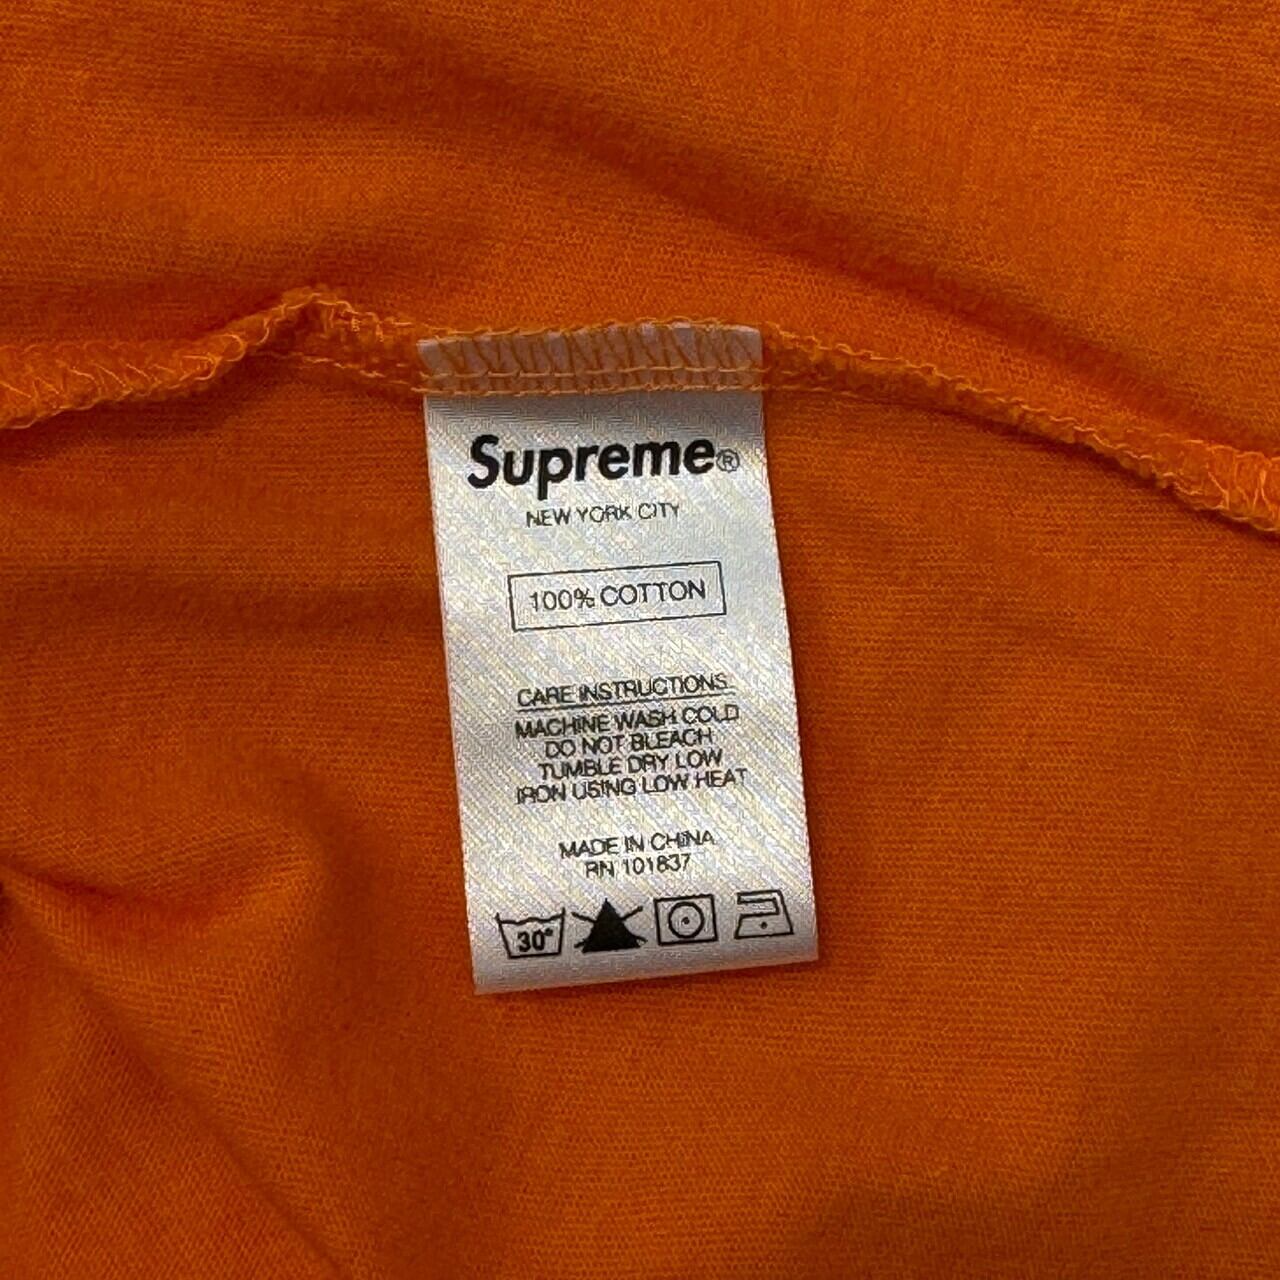 Supreme®
NEW YORK CITY
100% COTTON
CARE INSTRUCTIONS
MACHINE WASH COLD
DO NOT BLEACH
TUMBLE DRY LOW
IRON USING LOW HEAT
MADE IN CHINA
RN 101837
30°